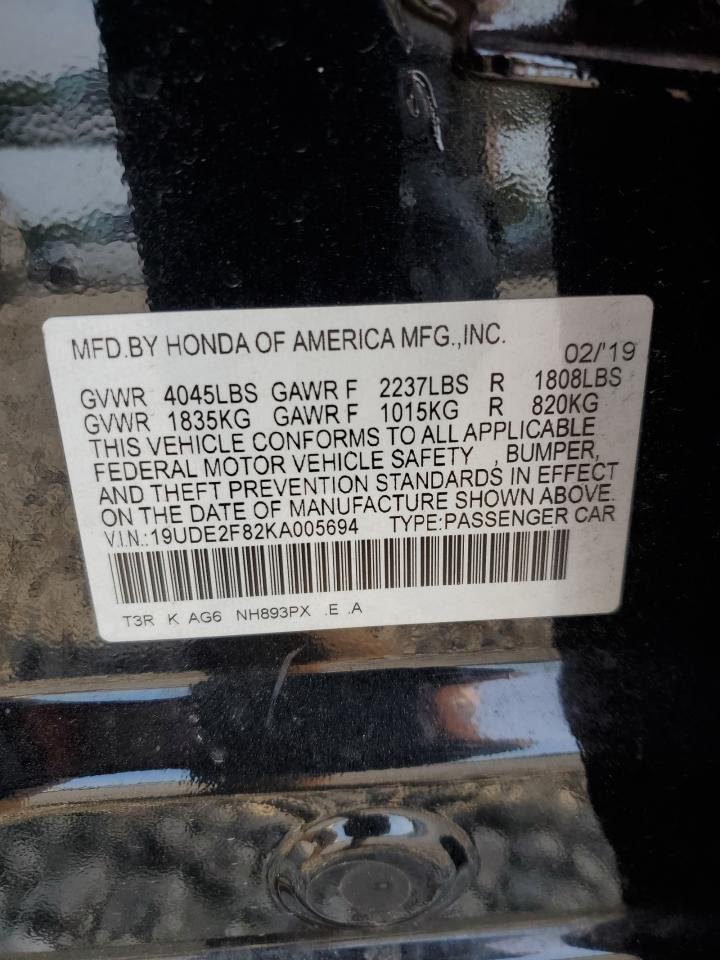 MFD.BY HONDA OF AMERICA MFG.,INC.
02/'19
GVWR 4045LBS GAWR F 2237LBS R 1808LBS
GVWR 1835KG GAWR F 1015KG R 820KG
THIS VEHICLE CONFORMS TO ALL APPLICABLE
FEDERAL MOTOR VEHICLE SAFETY , BUMPER,
AND THEFT PREVENTION STANDARDS IN EFFECT
ON THE DATE OF MANUFACTURE SHOWN ABOVE.
V.I.N.:19UDE2F82KA005694 TYPE:PASSENGER CAR
T3R K AG6 NH893PX .E .A